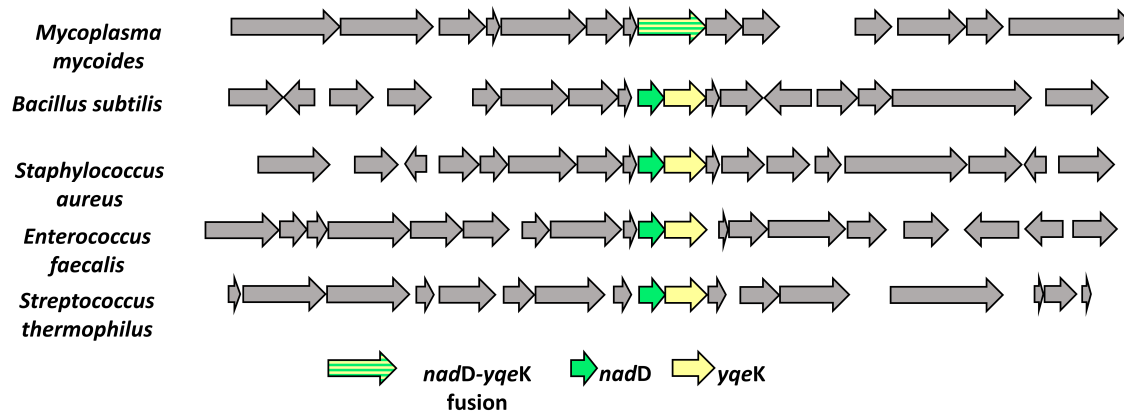 Mycoplasma
mycoides
Bacillus subtilis
Staphylococcus
aureus
Enterococcus
faecalis
Streptococcus
thermophilus
nadD-yqeK
fusion
nadD
yqeK